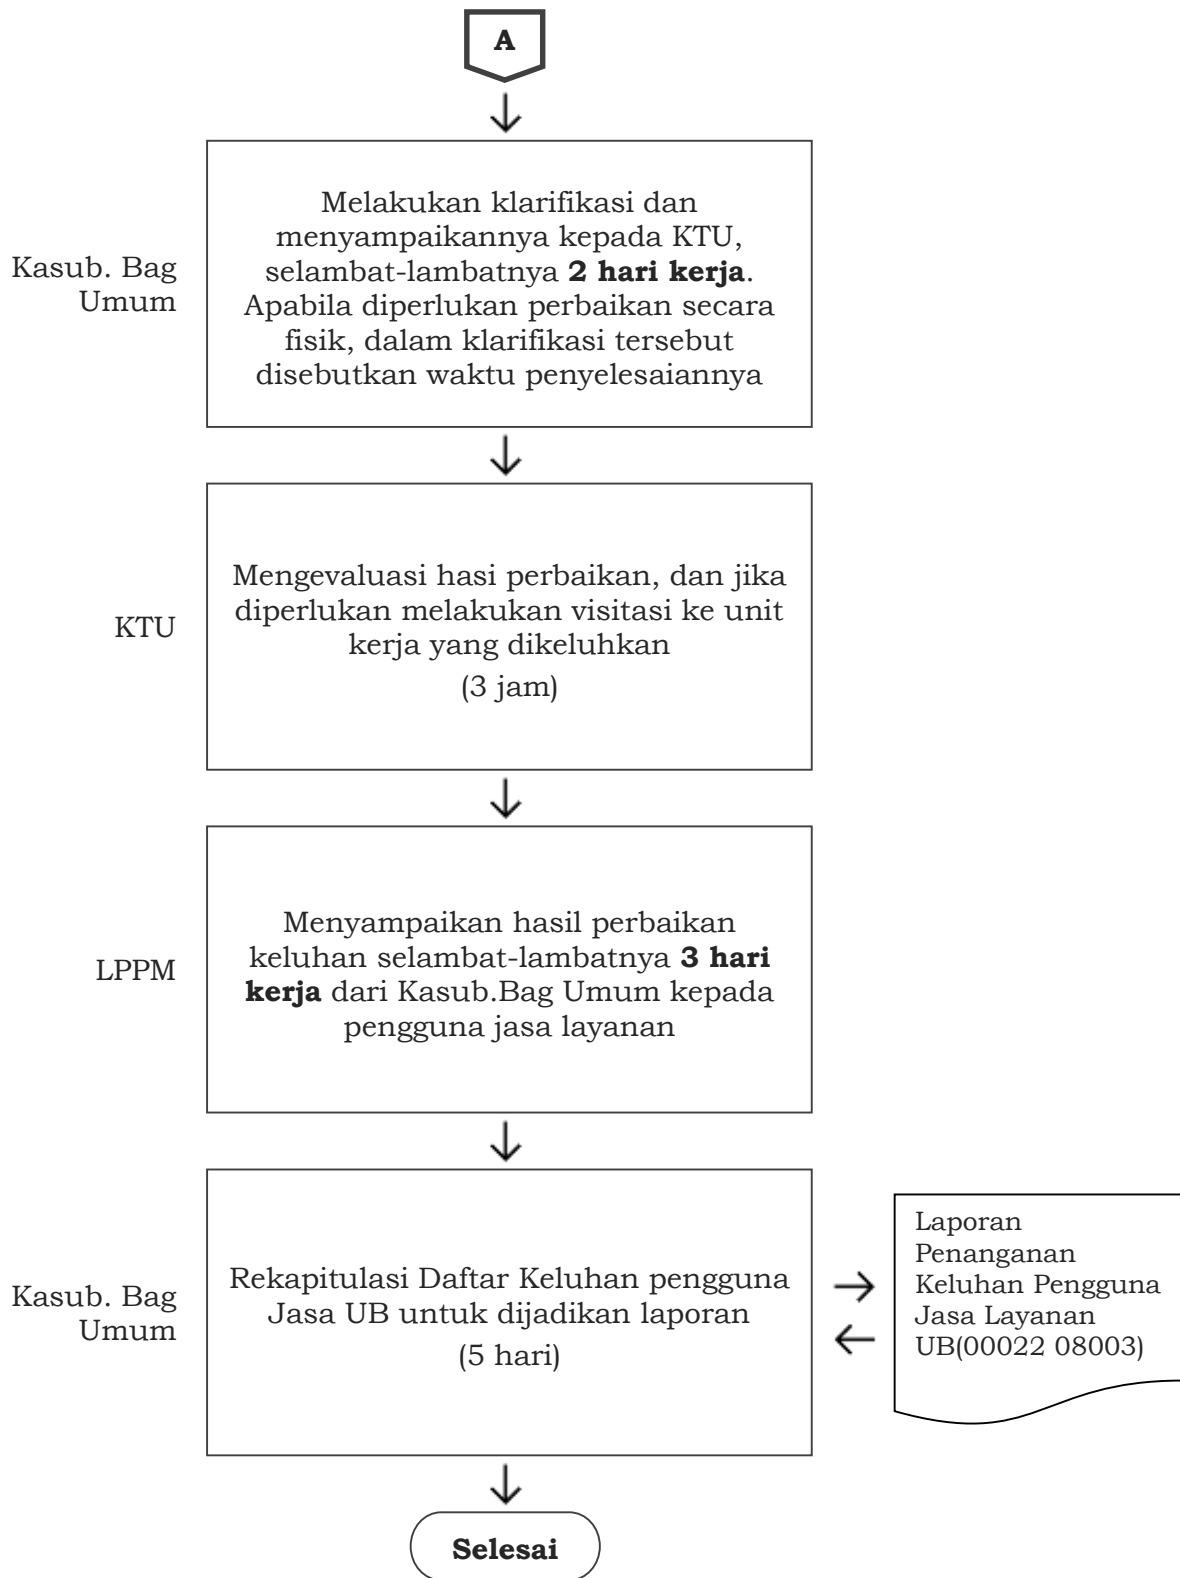 A
Kasub. Bag
Umum
Melakukan klarifikasi dan
menyampaikannya kepada KTU,
selambat-lambatnya 2 hari kerja.
Apabila diperlukan perbaikan secara
fisik, dalam klarifikasi tersebut
disebutkan waktu penyelesaiannya
KTU
Mengevaluasi hasi perbaikan, dan jika
diperlukan melakukan visitasi ke unit
kerja yang dikeluhkan
(3 jam)
LPPM
Menyampaikan hasil perbaikan
keluhan selambat-lambatnya 3 hari
kerja dari Kasub.Bag Umum kepada
pengguna jasa layanan
Kasub. Bag
Umum
Rekapitulasi Daftar Keluhan pengguna
Jasa UB untuk dijadikan laporan
(5 hari)
Laporan
Penanganan
Keluhan Pengguna
Jasa Layanan
UB(00022 08003)
Selesai